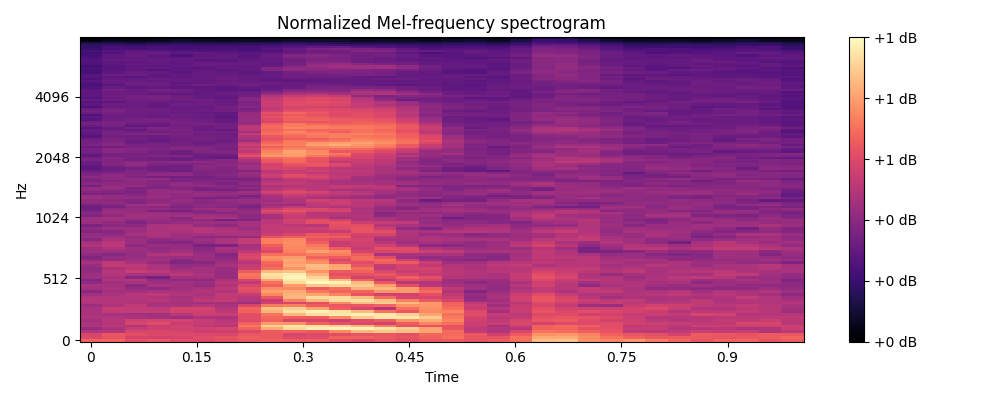 Normalized Mel-frequency spectrogram
Hz
4096
2048
1024
512
0
0 0.15 0.3 0.45 0.6 0.75 0.9
Time
+1 dB
+1 dB
+1 dB
+0 dB
+0 dB
+0 dB